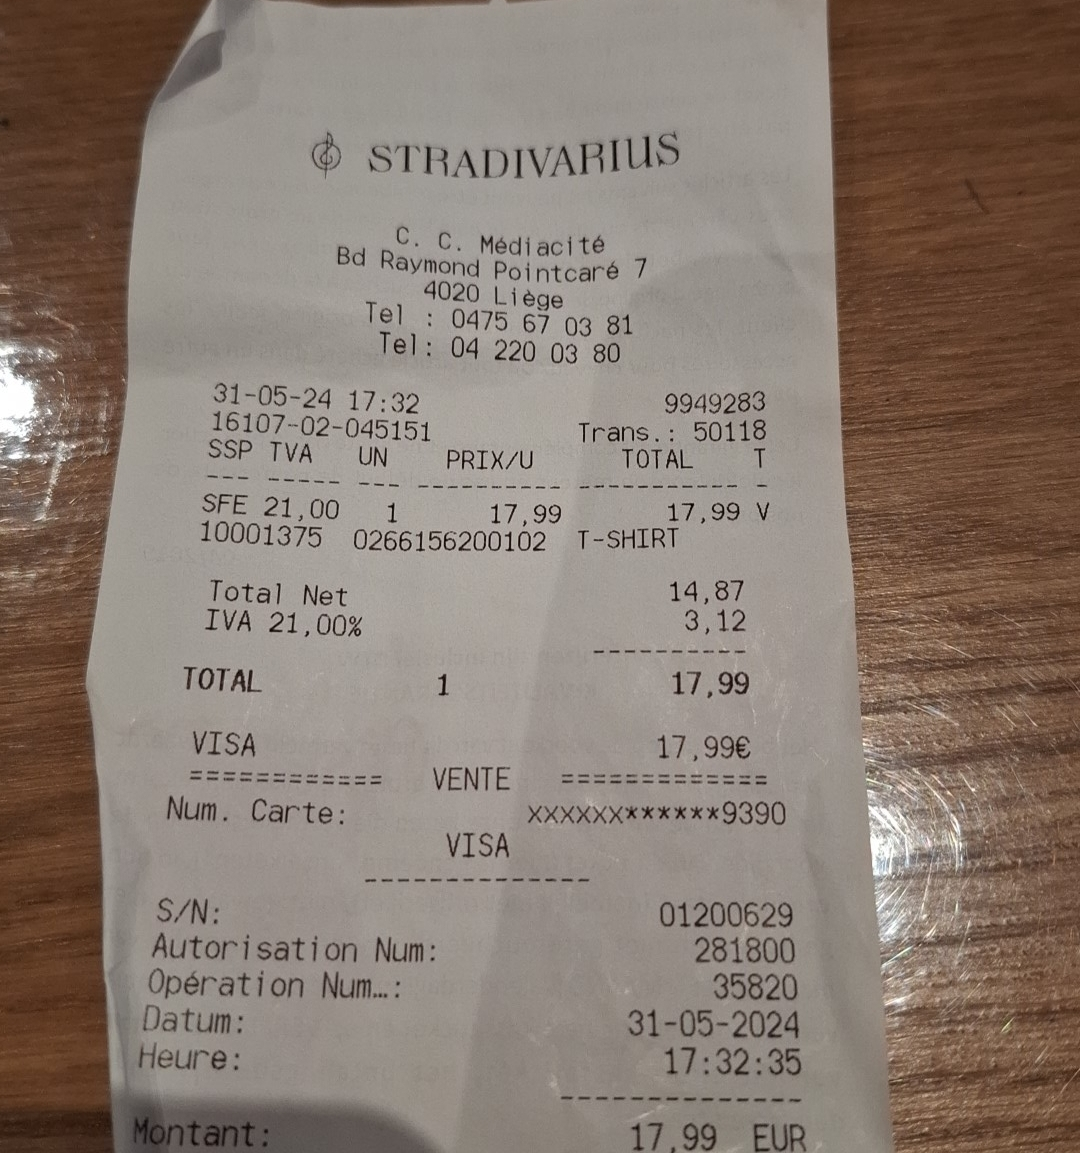 STRADIVARIUS
C. C. Médiacité
Bd Raymond Pointcaré 7
4020 Liège
Tel : 0475 67 03 81
Tel: 04 220 03 80
31-05-24 17:32 9949283
16107-02-045151 Trans.: 50118
SSP TVA UN PRIX/U TOTAL T
--- ----- --- ---------- ----------- -
SFE 21,00 1 17,99 17,99 V
10001375 0266156200102 T-SHIRT
Total Net 14,87
IVA 21,00% 3,12
----------
TOTAL 1 17,99
VISA 17,99€
============ VENTE =============
Num. Carte: XXXXXX******9390
VISA
--------------
S/N: 01200629
Autorisation Num: 281800
Opération Num…: 35820
Datum: 31-05-2024
Heure: 17:32:35
--------------
Montant: 17,99 EUR